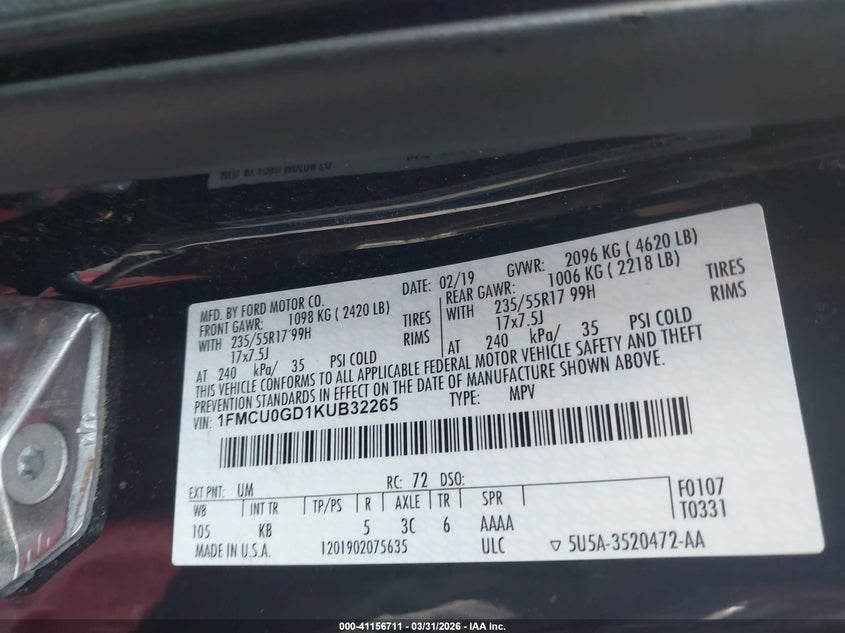 MFD. BY FORD MOTOR CO.
DATE: 02/19 GVWR: 2096 KG ( 4620 LB)
FRONT GAWR: 1098 KG ( 2420 LB)
REAR GAWR: 1006 KG ( 2218 LB)
WITH 235/55R17 99H TIRES
WITH 235/55R17 99H TIRES
17x7.5J RIMS
17x7.5J RIMS
AT 240 kPa/ 35 PSI COLD
AT 240 kPa/ 35 PSI COLD
THIS VEHICLE CONFORMS TO ALL APPLICABLE FEDERAL MOTOR VEHICLE SAFETY AND THEFT
PREVENTION STANDARDS IN EFFECT ON THE DATE OF MANUFACTURE SHOWN ABOVE.
VIN: 1FMCU0GD1KUB32265 TYPE: MPV
EXT PNT: UM RC: 72 DSO:
WB INT TR TP/PS R AXLE TR SPR F0107
105 KB 5 3C 6 AAAA T0331
MADE IN U.S.A. 1201902075635 ULC ▽ 5U5A-3520472-AA
000-41156711 - 03/31/2026 - IAA Inc.